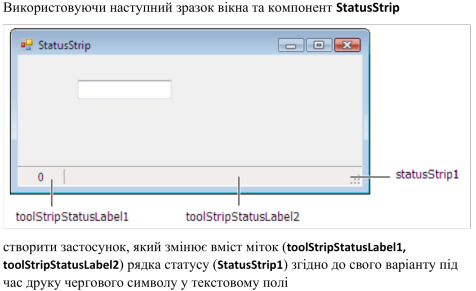 Використовуючи наступний зразок вікна та компонент StatusStrip
StatusStrip
0
statusStrip1
toolStripStatusLabel1
toolStripStatusLabel2
створити застосунок, який змінює вміст міток (toolStripStatusLabel1,
toolStripStatusLabel2) рядка статусу (StatusStrip1) згідно до свого варіанту під
час друку чергового символу у текстовому полі